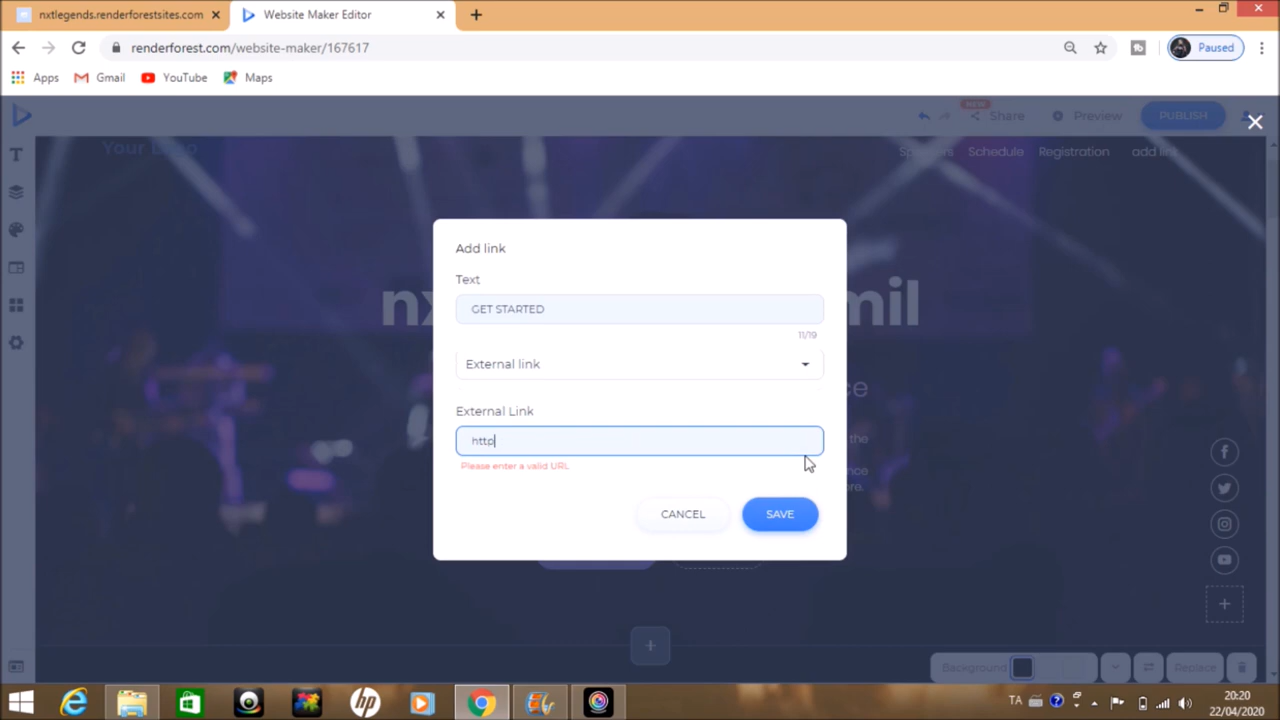 nxtlegends.renderforestsites.com
Website Maker Editor
renderforest.com/website-maker/167617
Paused
Apps
Gmail
YouTube
Maps
NEW
Share
Preview
PUBLISH
Schedule
Registration
add link
Add link
Text
GET STARTED
11/19
External link
External Link
http
Please enter a valid URL
CANCEL
SAVE
Background
Replace
TA
20:20
22/04/2020